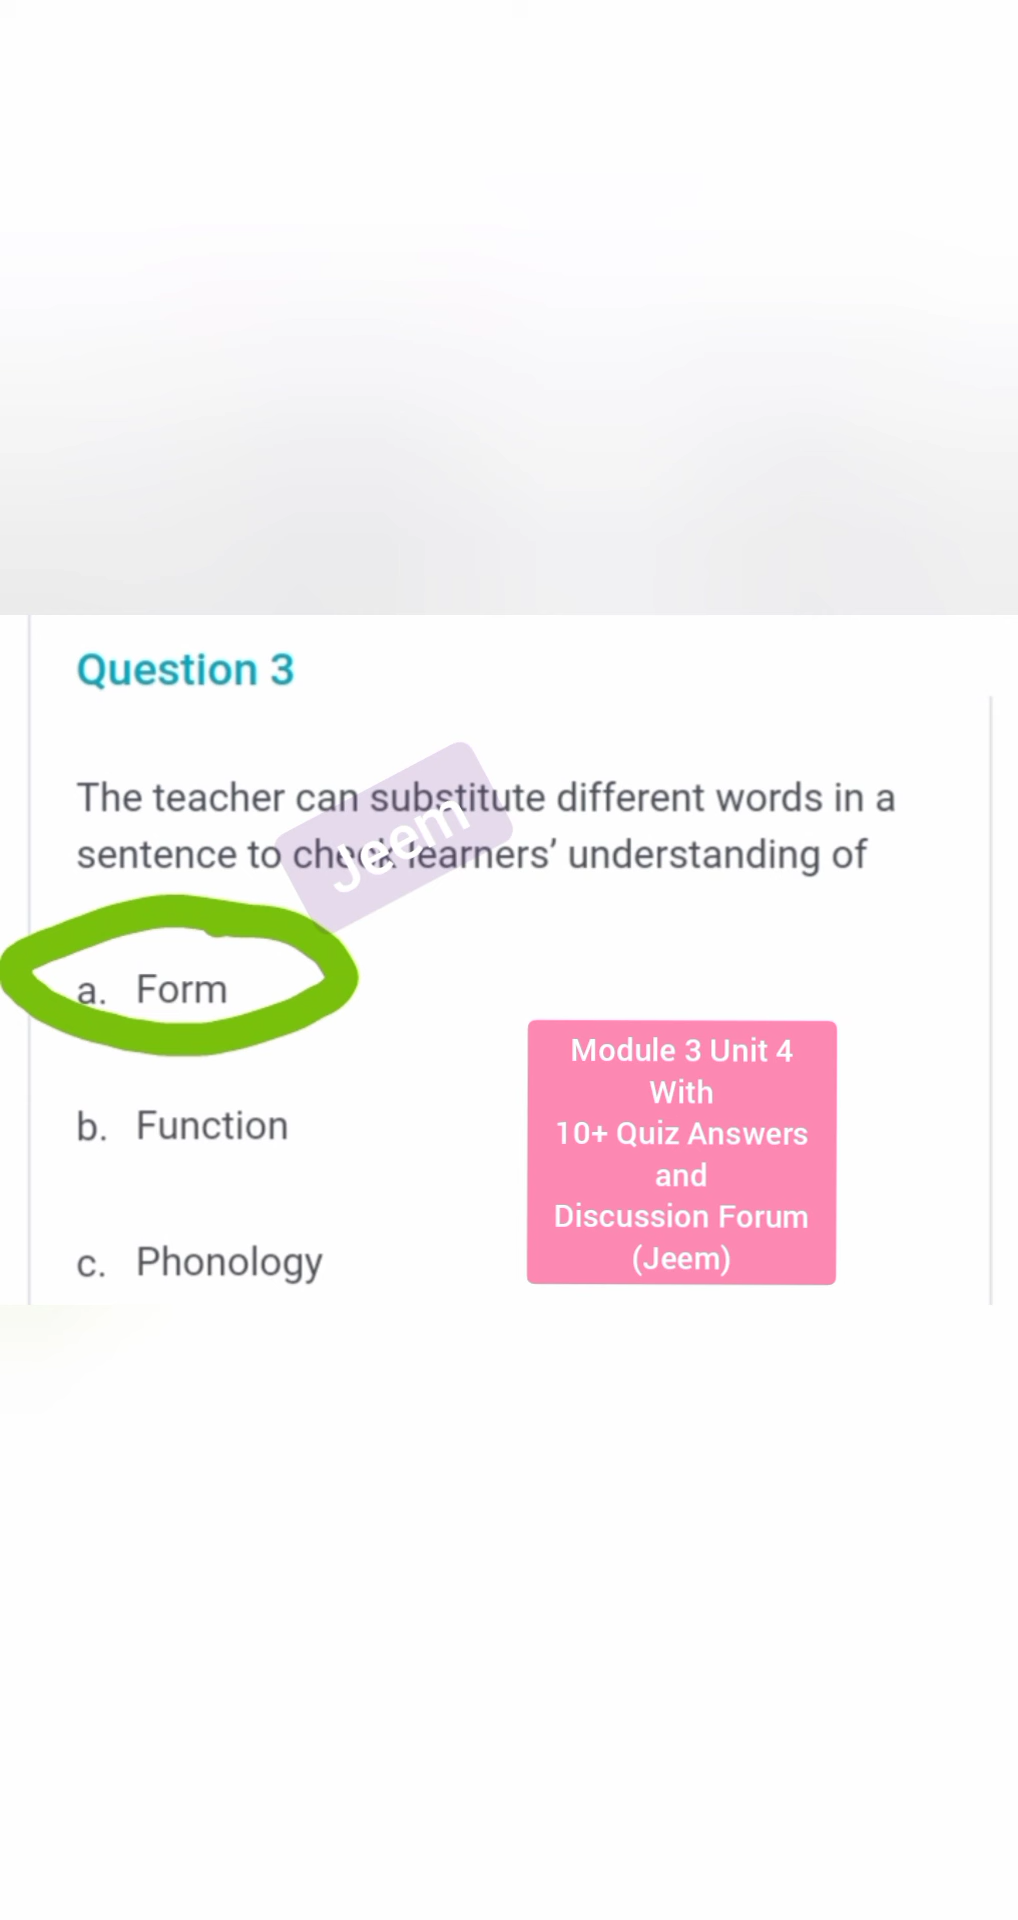 Question 3
The teacher can substitute different words in a
sentence to check learners' understanding of
Jeem
a. Form
b. Function
c. Phonology
Module 3 Unit 4
With
10+ Quiz Answers
and
Discussion Forum
(Jeem)